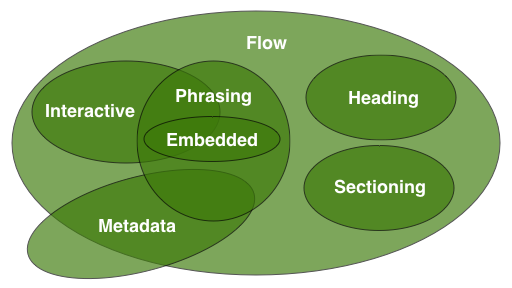 Flow
Phrasing
Interactive
Heading
Embedded
Sectioning
Metadata